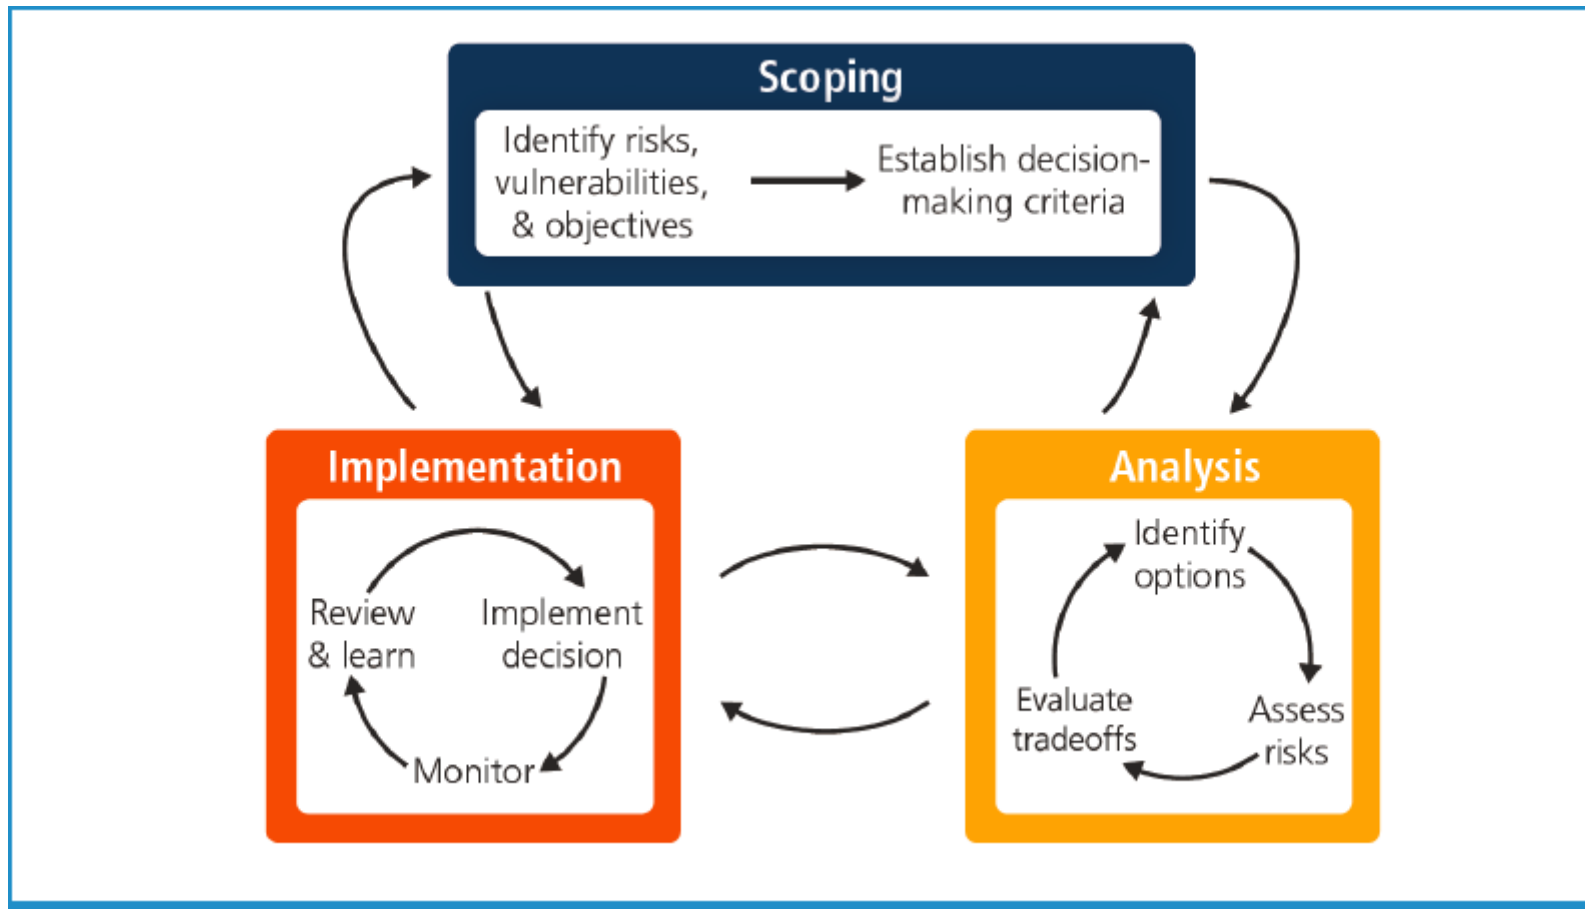 Scoping
Identify risks,
vulnerabilities,
& objectives
Establish decision-
making criteria
Implementation
Review
& learn
Implement
decision
Monitor
Analysis
Identify
options
Assess
risks
Evaluate
tradeoffs